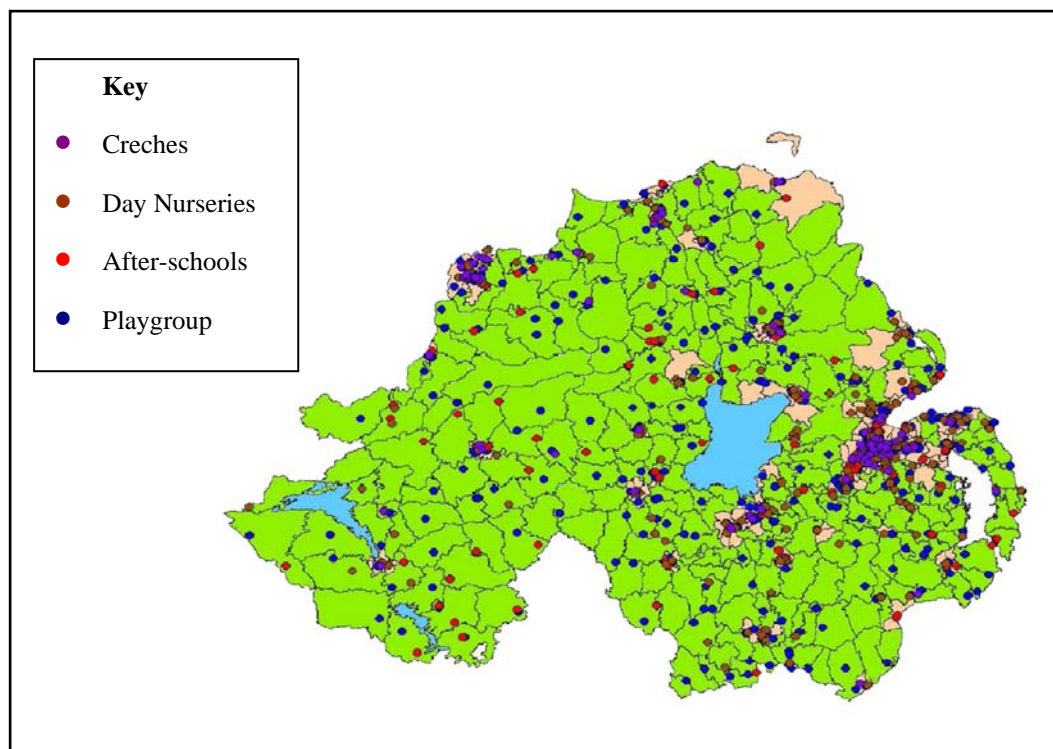 Key
Creches
Day Nurseries
After-schools
Playgroup